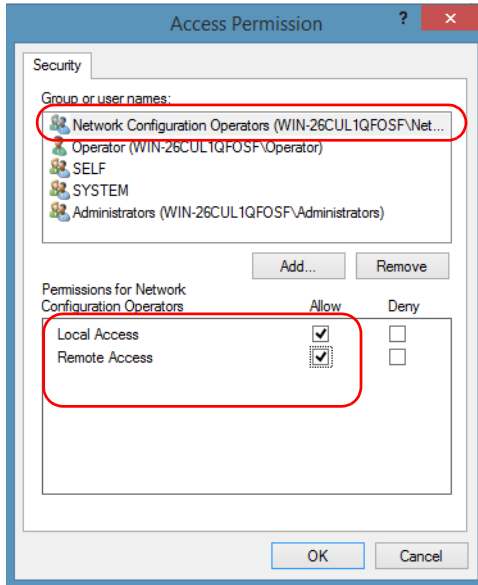 Access Permission
?
Security
Group or user names:
Network Configuration Operators (WIN-26CUL1QFOSF\Net...
Operator (WIN-26CUL1QFOSF\Operator)
SELF
SYSTEM
Administrators (WIN-26CUL1QFOSF\Administrators)
Add... Remove
Permissions for Network
Configuration Operators Allow Deny
Local Access
Remote Access
OK Cancel